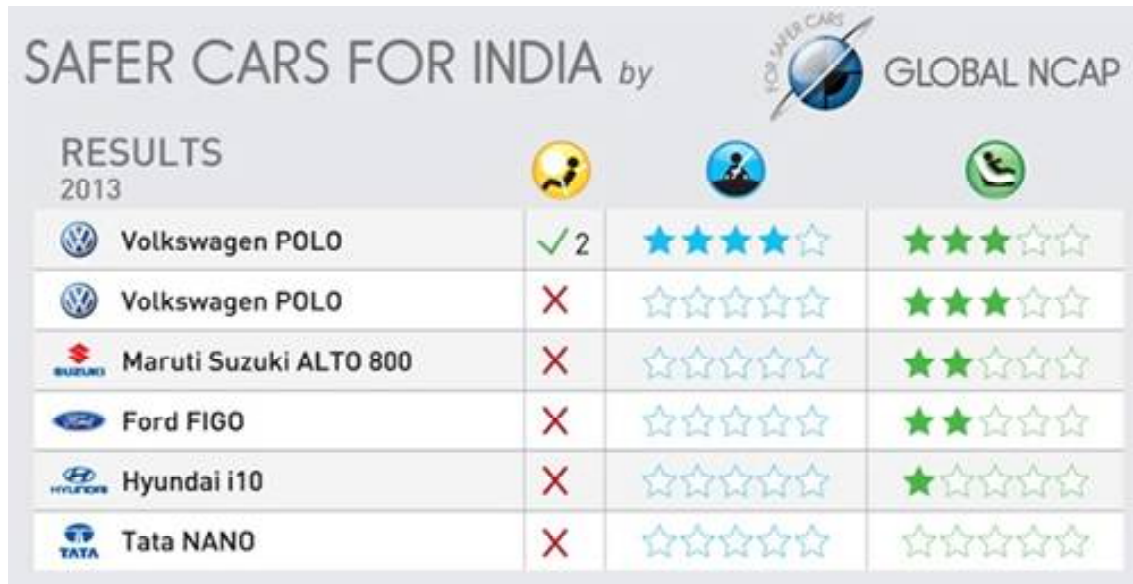 SAFER CARS FOR INDIA by
FOR SAFER CARS
GLOBAL NCAP
RESULTS
2013
Volkswagen POLO 2
Volkswagen POLO
SUZUKI Maruti Suzuki ALTO 800
Ford Ford FIGO
HYUNDAI Hyundai i10
TATA Tata NANO